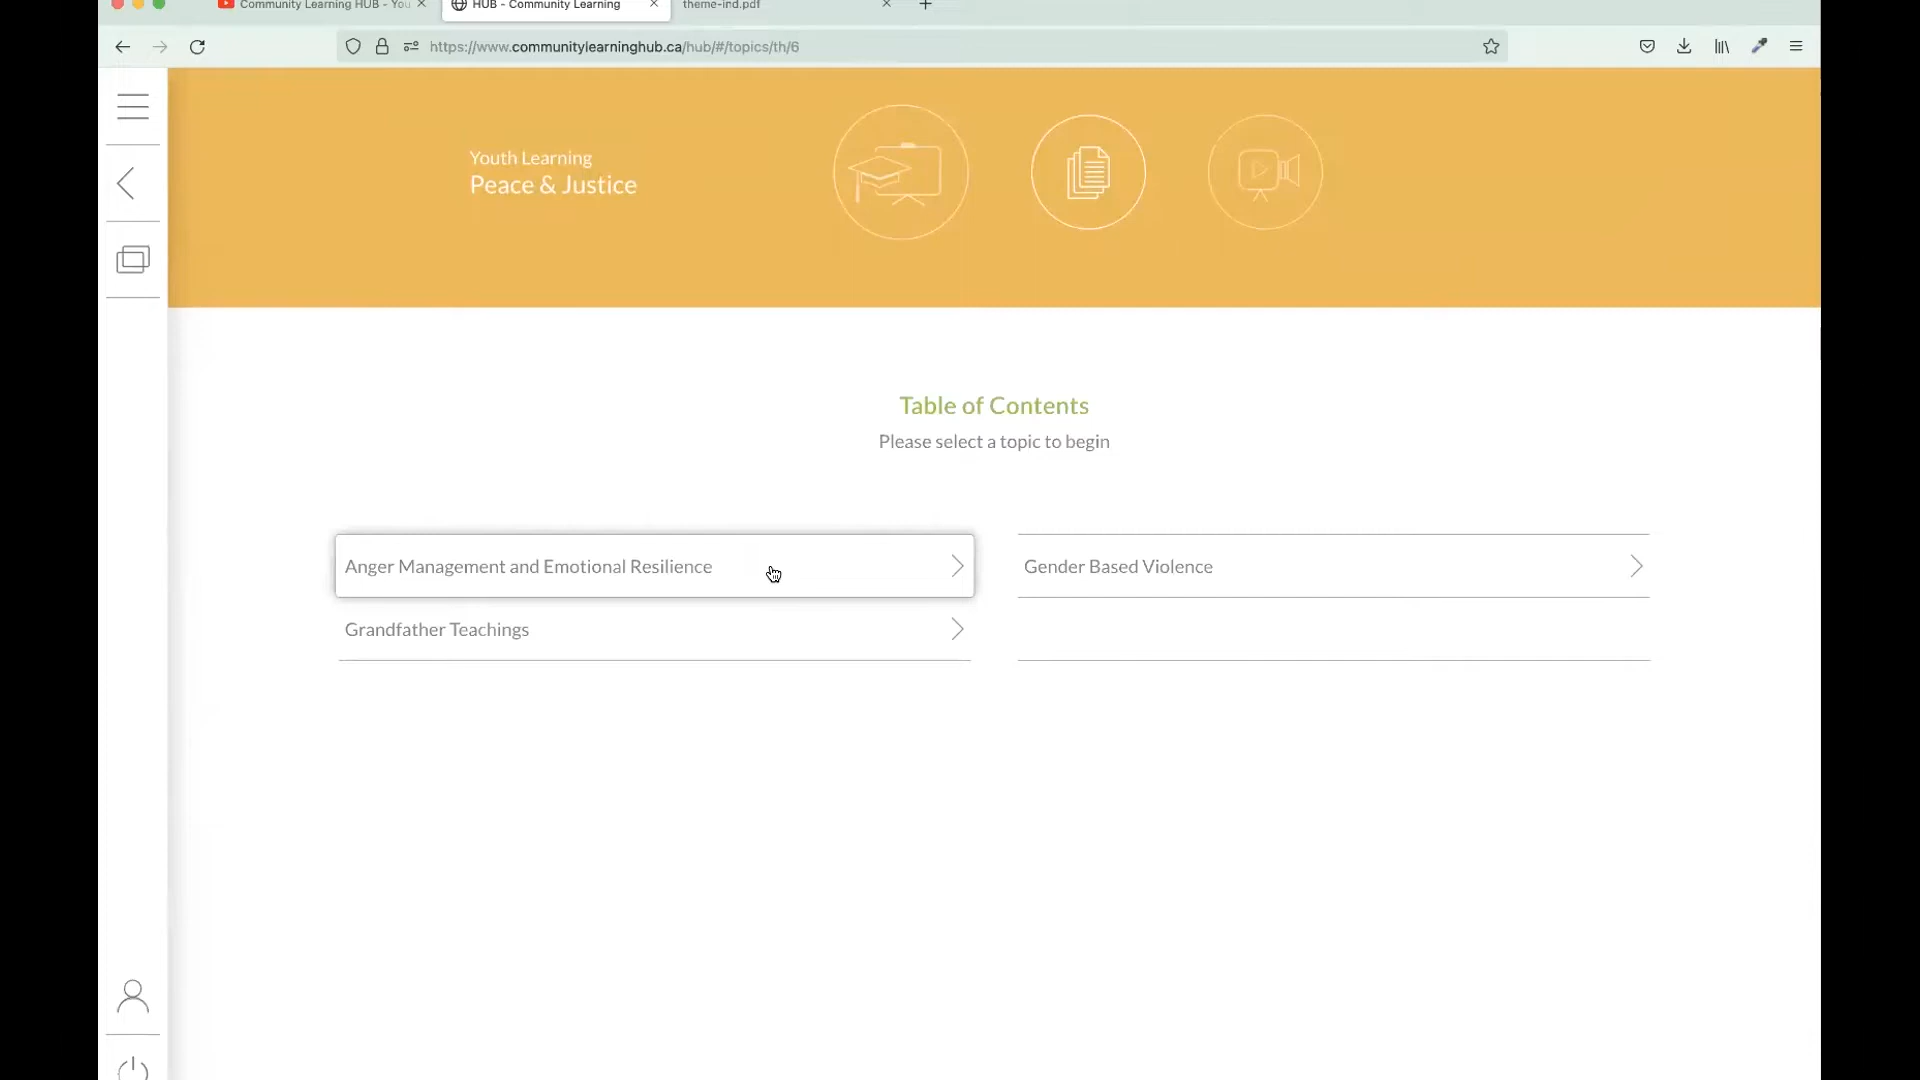 Community Learning HUB - You
HUB - Community Learning
theme-ind.pdf
https://www.communitylearninghub.ca/hub/#/topics/th/6
Youth Learning
Peace & Justice
Table of Contents
Please select a topic to begin
Anger Management and Emotional Resilience
Gender Based Violence
Grandfather Teachings